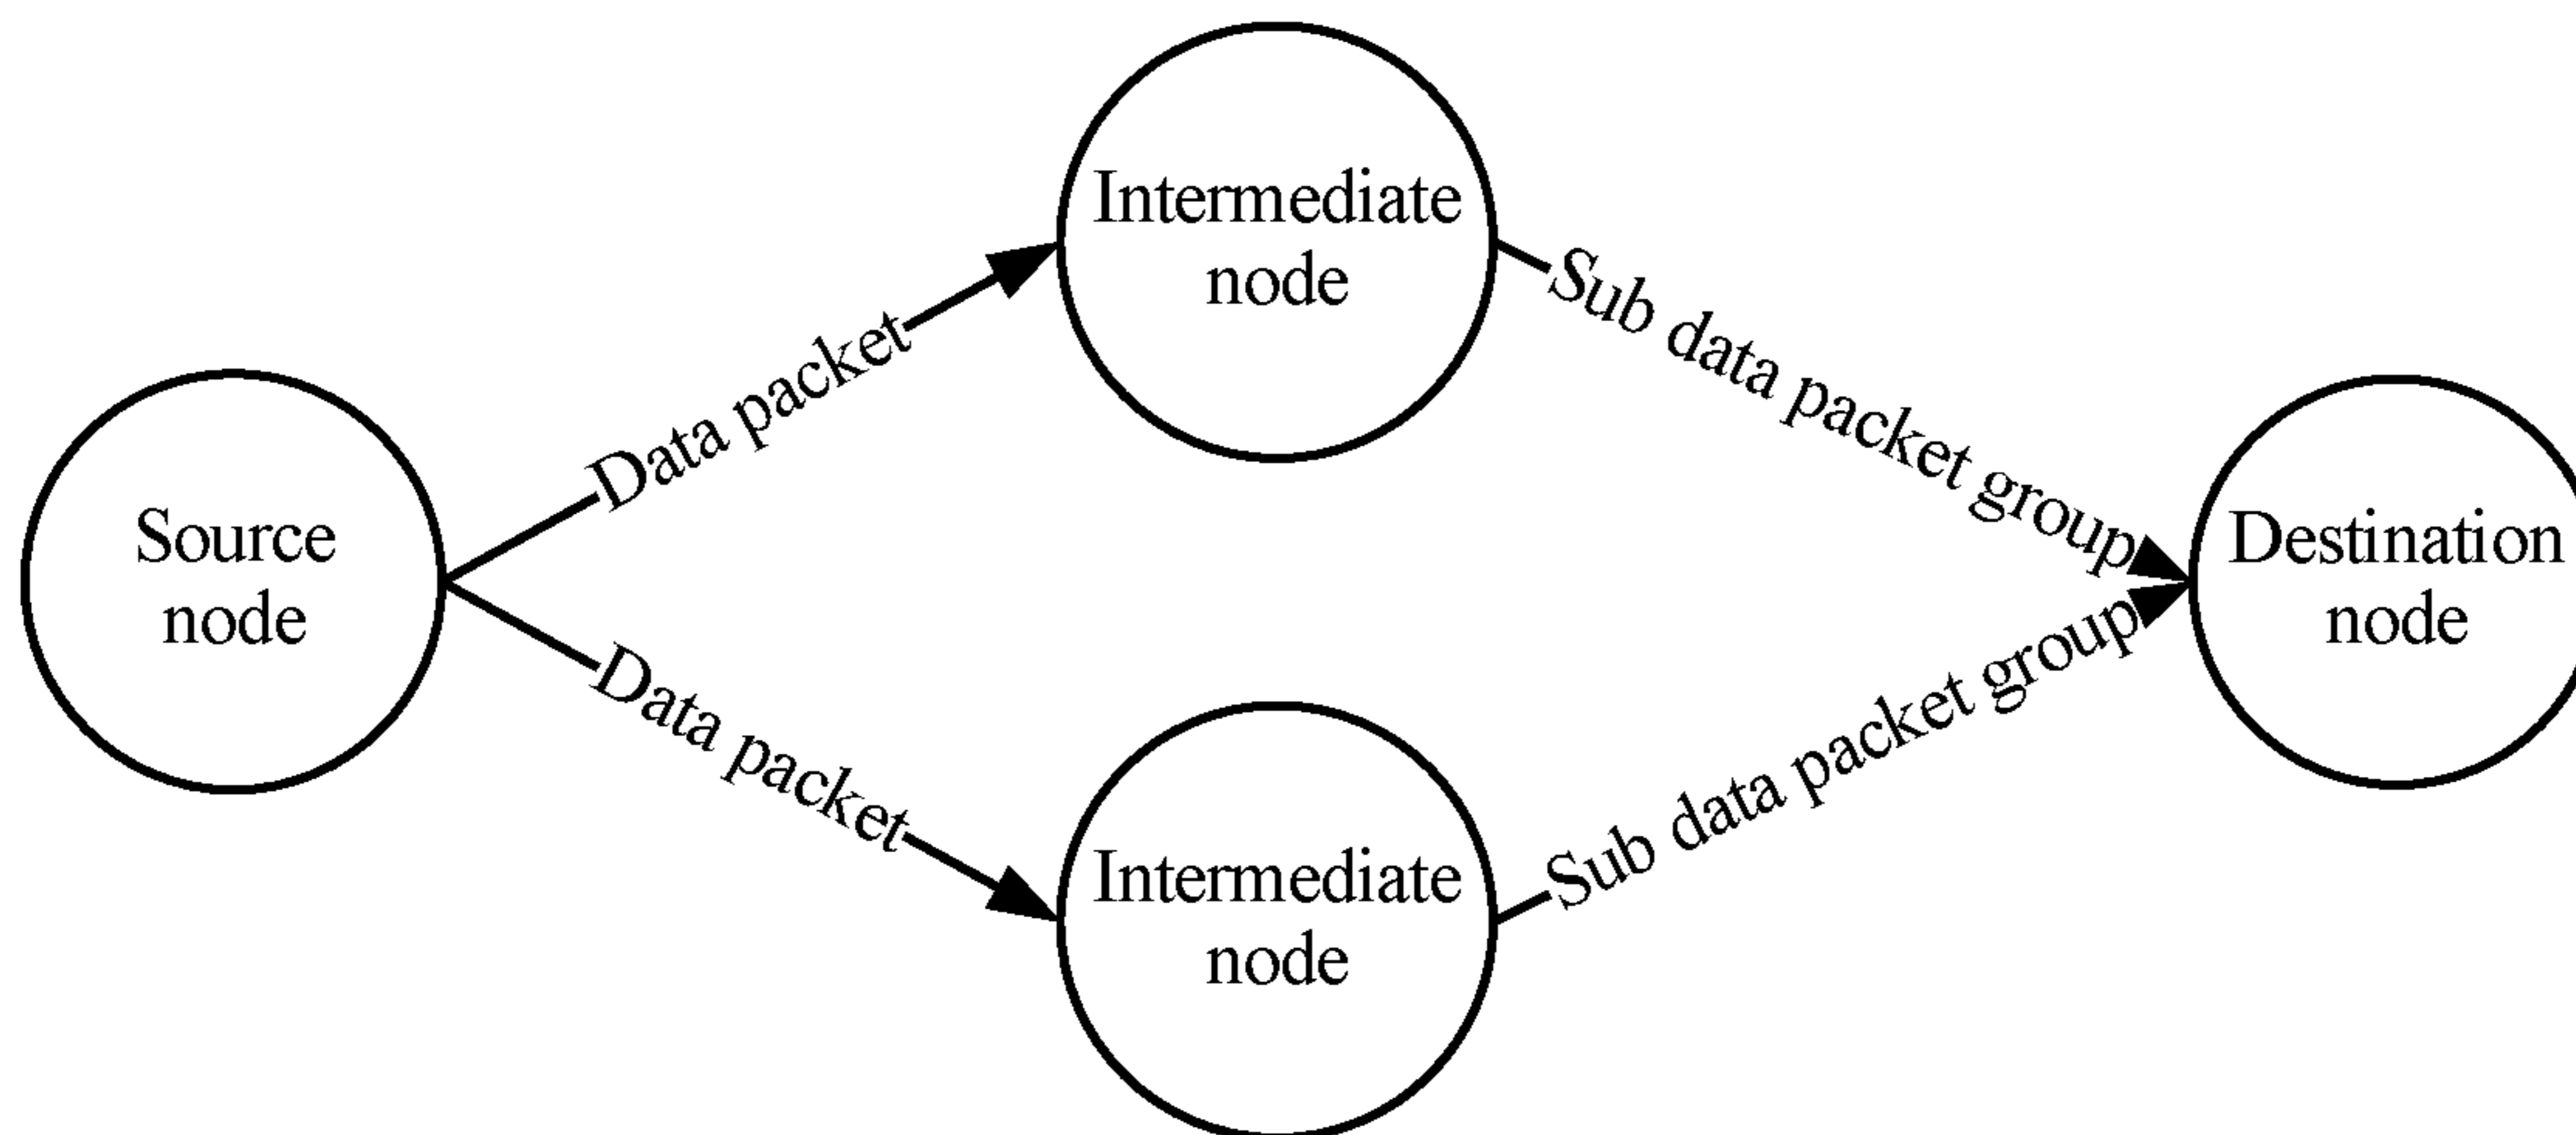 Source
node
Data packet
Data packet
Intermediate
node
Intermediate
node
Sub data packet group
Sub data packet group
Destination
node